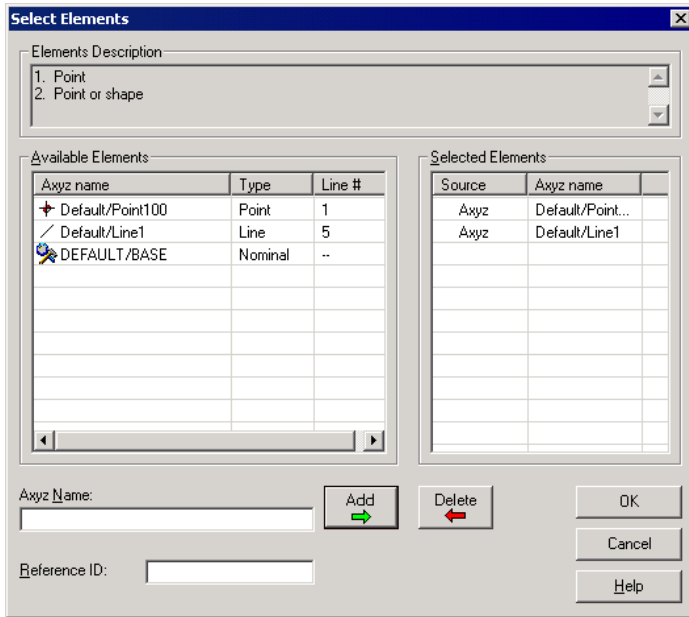 Select Elements
Elements Description
1. Point
2. Point or shape
Available Elements
Axyz name Type Line #
Default/Point100 Point 1
Default/Line1 Line 5
DEFAULT/BASE Nominal --
Selected Elements
Source Axyz name
Axyz Default/Point...
Axyz Default/Line1
Axyz Name:
Add
Delete
OK
Cancel
Reference ID:
Help